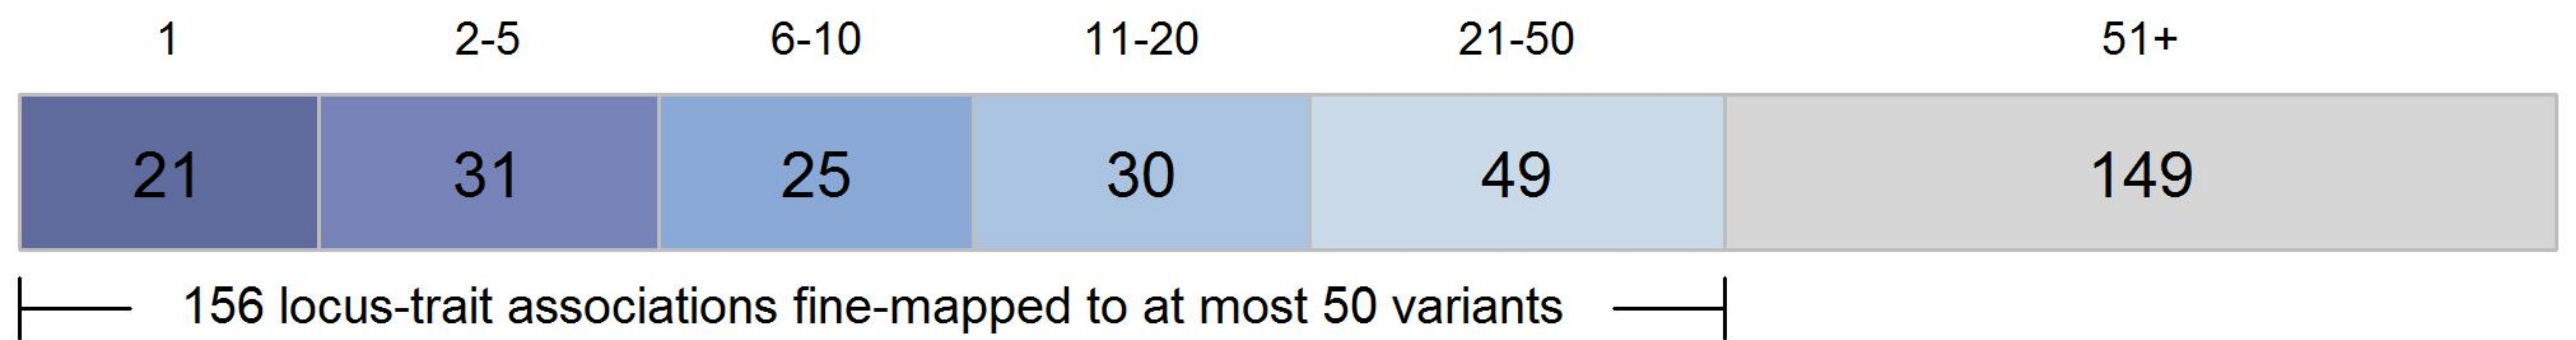 1 2-5 6-10 11-20 21-50 51+
21 31 25 30 49 149
156 locus-trait associations fine-mapped to at most 50 variants